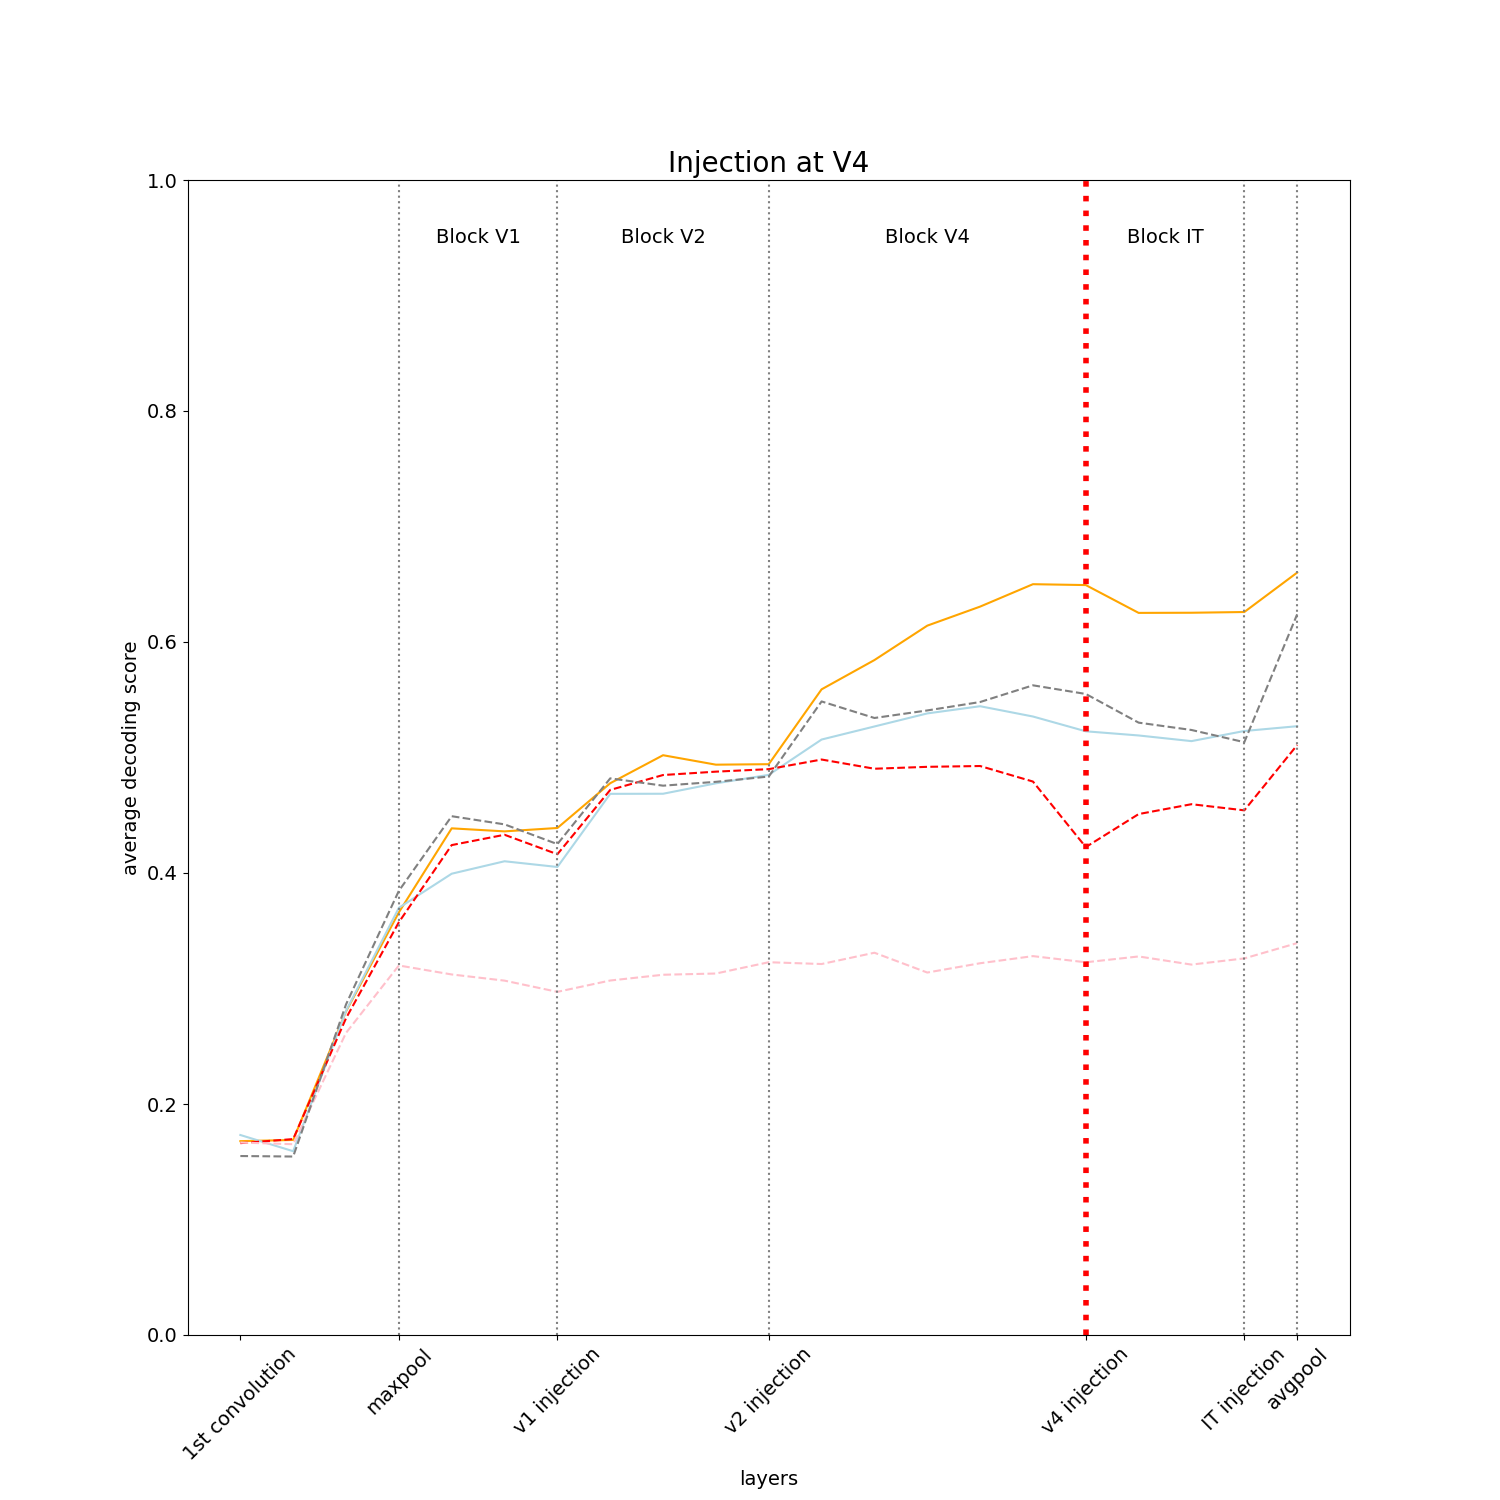 Injection at V4
1.0
Block V1
Block V2
Block V4
Block IT
0.8
0.6
average decoding score
0.4
0.2
0.0
1st convolution
maxpool
v1 injection
v2 injection
v4 injection
IT injection
avgpool
layers